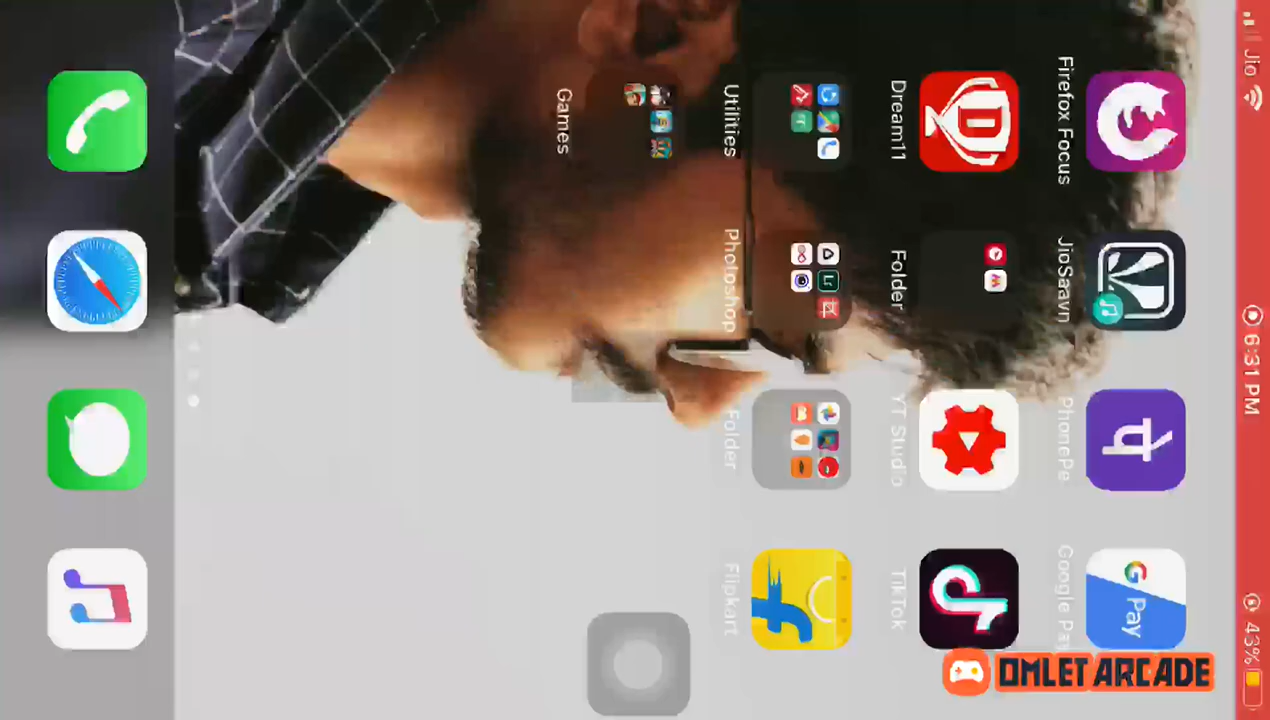 Jio 6:31 PM 43%
Firefox Focus JioSaavn PhonePe Google Pay
Dream11 Folder YT Studio TikTok
Utilities Photoshop Folder Flipkart
Games
G Pay
OMLET ARCADE